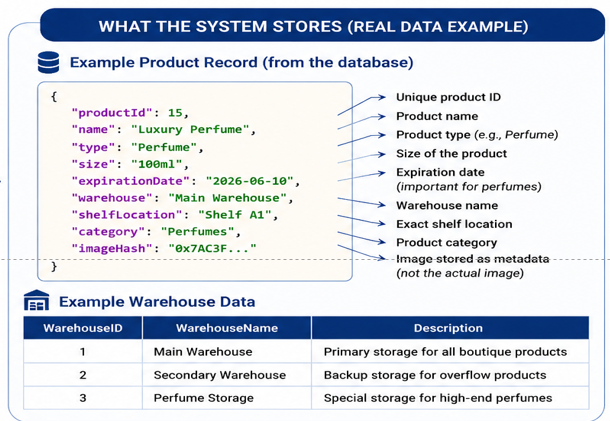 WHAT THE SYSTEM STORES (REAL DATA EXAMPLE)
Example Product Record (from the database)
{
"productId": 15,
"name": "Luxury Perfume",
"type": "Perfume",
"size": "100ml",
"expirationDate": "2026-06-10",
"warehouse": "Main Warehouse",
"shelfLocation": "Shelf A1",
"category": "Perfumes",
"imageHash": "0x7AC3F..."
}
Unique product ID
Product name
Product type (e.g., Perfume)
Size of the product
Expiration date
(important for perfumes)
Warehouse name
Exact shelf location
Product category
Image stored as metadata
(not the actual image)
Example Warehouse Data
WarehouseID WarehouseName Description
1 Main Warehouse Primary storage for all boutique products
2 Secondary Warehouse Backup storage for overflow products
3 Perfume Storage Special storage for high-end perfumes